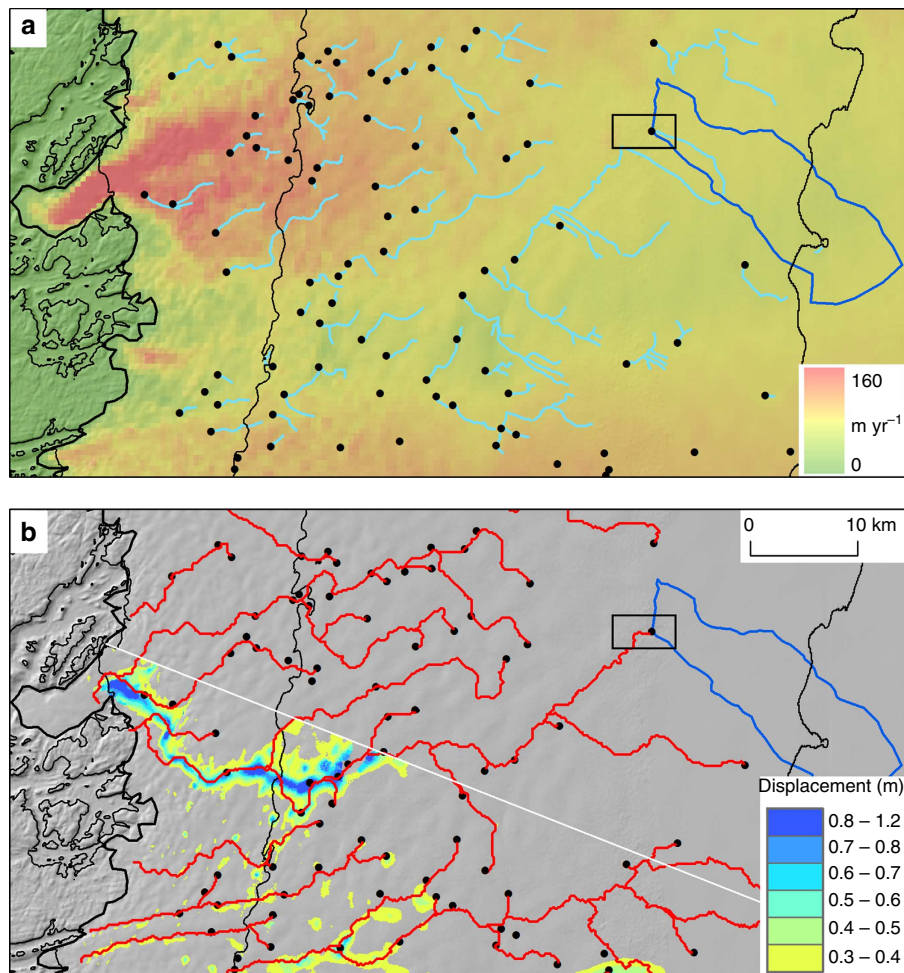 a
160
m yr⁻¹
0
b
0 10 km
Displacement (m)
0.8 – 1.2
0.7 – 0.8
0.6 – 0.7
0.5 – 0.6
0.4 – 0.5
0.3 – 0.4